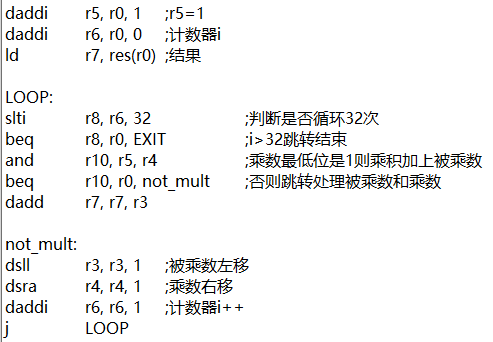 daddi r5, r0, 1 ;r5=1
daddi r6, r0, 0 ;计数器i
ld r7, res(r0) ;结果
LOOP:
slti r8, r6, 32 ;判断是否循环32次
beq r8, r0, EXIT ;i>32跳转结束
and r10, r5, r4 ;乘数最低位是1则乘积加上被乘数
beq r10, r0, not_mult ;否则跳转处理被乘数和乘数
dadd r7, r7, r3
not_mult:
dsll r3, r3, 1 ;被乘数左移
dsra r4, r4, 1 ;乘数右移
daddi r6, r6, 1 ;计数器i++
j LOOP